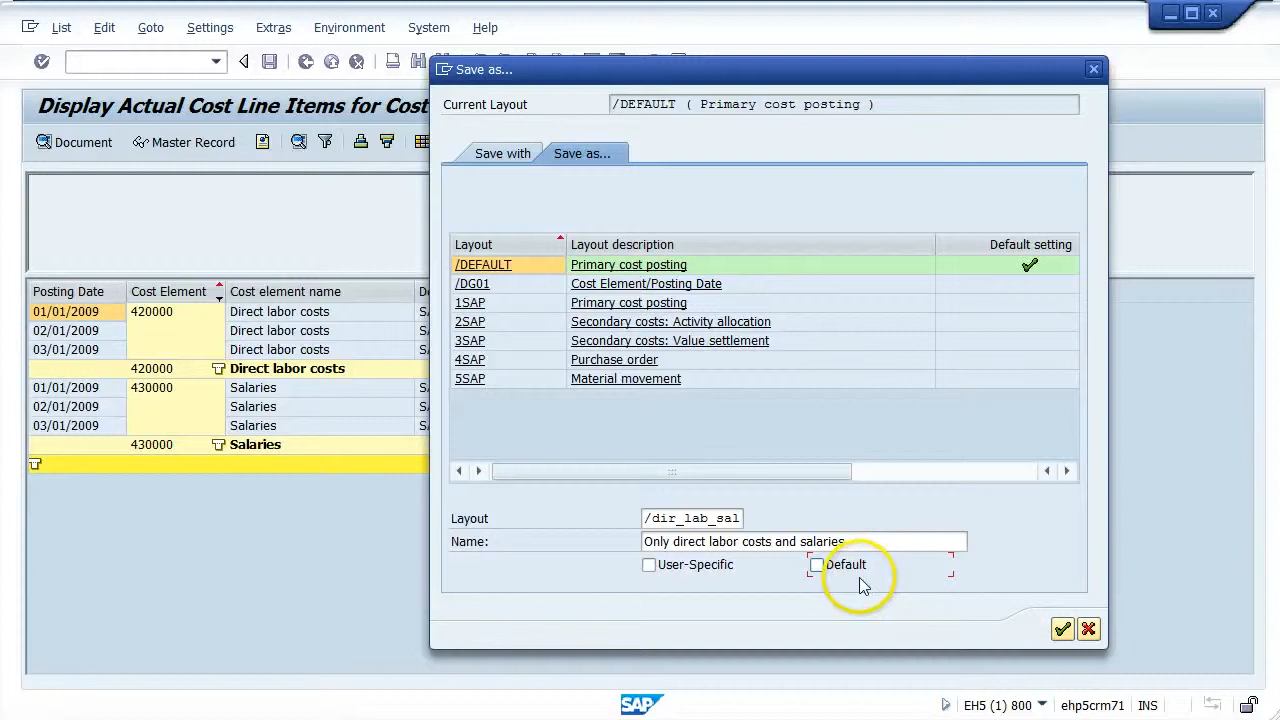 List Edit Goto Settings Extras Environment System Help
Display Actual Cost Line Items for Cost
Document Master Record
Posting Date Cost Element Cost element name
01/01/2009 420000 Direct labor costs
02/01/2009 Direct labor costs
03/01/2009 Direct labor costs
420000 Direct labor costs
01/01/2009 430000 Salaries
02/01/2009 Salaries
03/01/2009 Salaries
430000 Salaries
Save as...
Current Layout /DEFAULT ( Primary cost posting )
Save with Save as...
Layout Layout description Default setting
/DEFAULT Primary cost posting
/DG01 Cost Element/Posting Date
1SAP Primary cost posting
2SAP Secondary costs: Activity allocation
3SAP Secondary costs: Value settlement
4SAP Purchase order
5SAP Material movement
Layout /dir_lab_sal
Name: Only direct labor costs and salaries
User-Specific Default
SAP EH5 (1) 800 ehp5crm71 INS